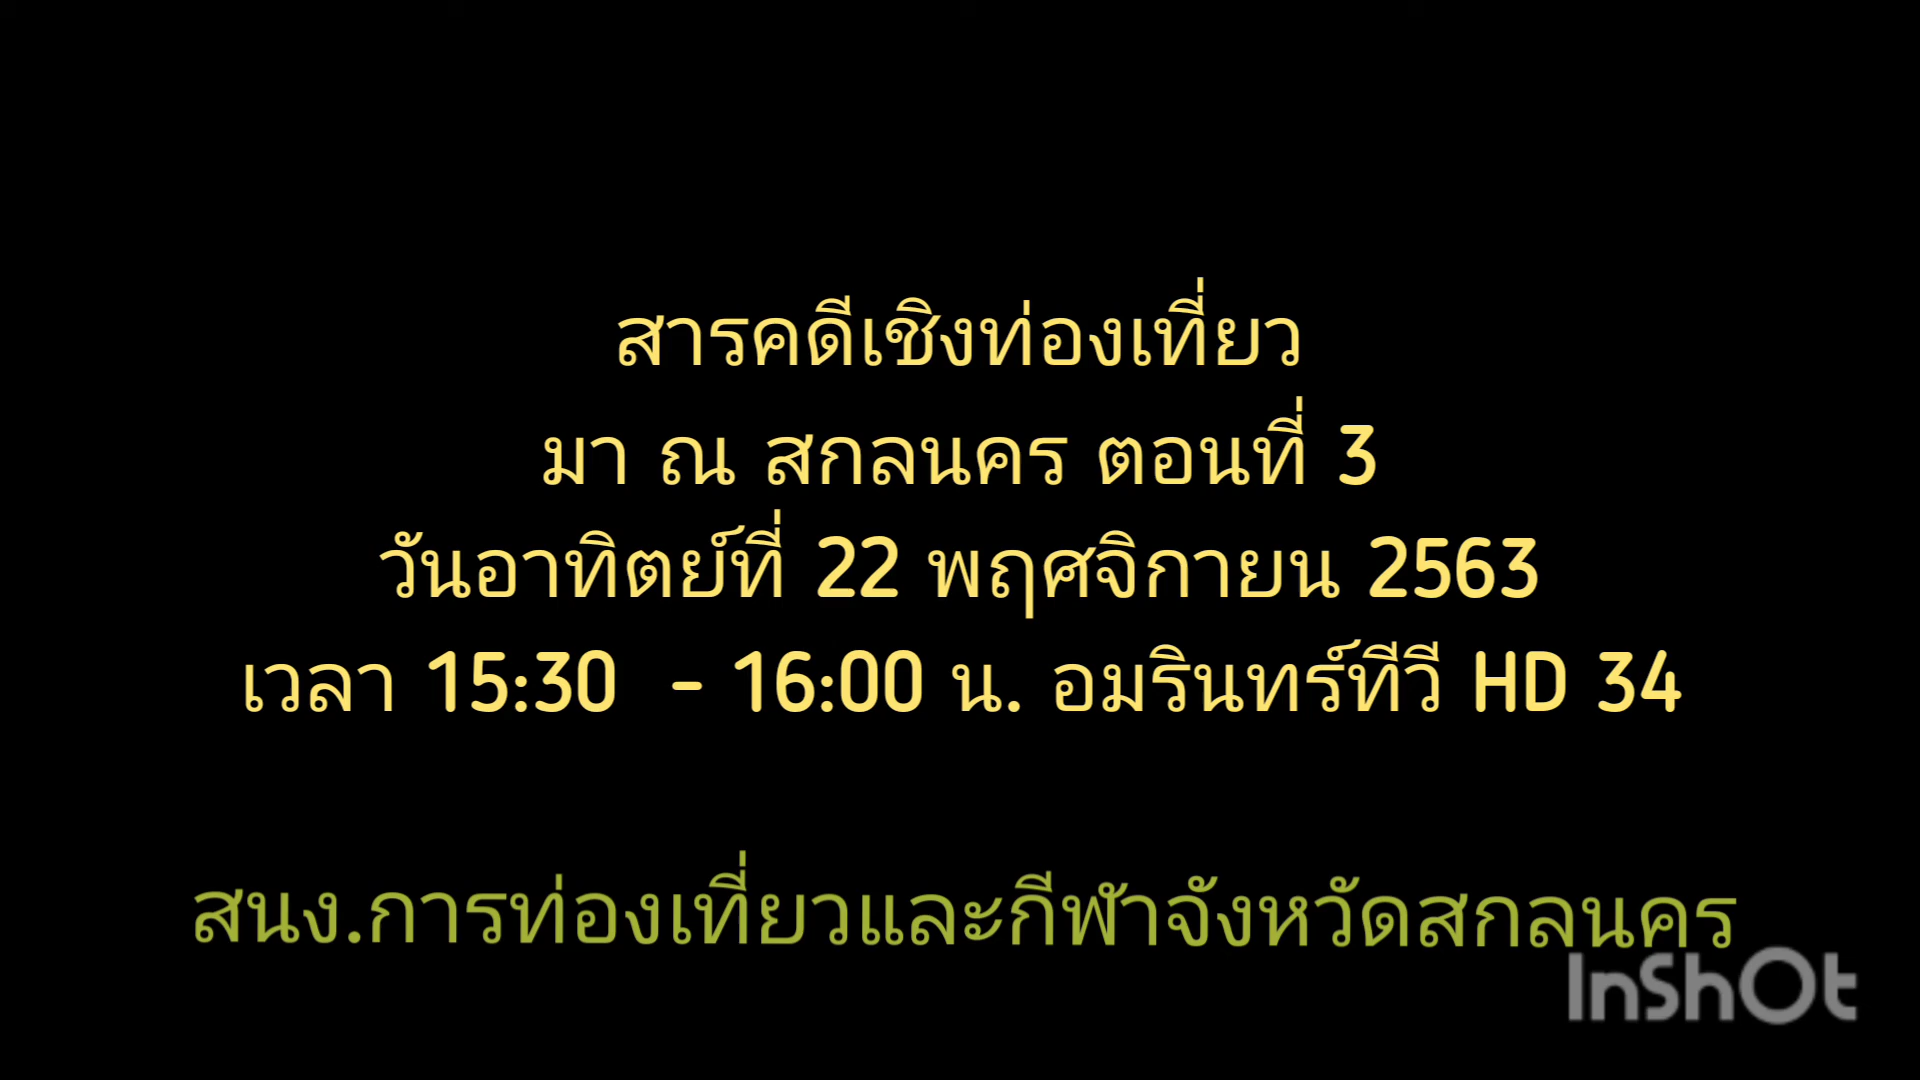 สารคดีเชิงท่องเที่ยว
มา ณ สกลนคร ตอนที่ 3
วันอาทิตย์ที่ 22 พฤศจิกายน 2563
เวลา 15:30 - 16:00 น. อมรินทร์ทีวี HD 34
สนง.การท่องเที่ยวและกีฬาจังหวัดสกลนคร
InShOt